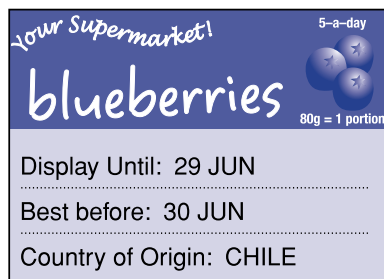 Your Supermarket!
5–a–day
blueberries
80g = 1 portion
Display Until: 29 JUN
Best before: 30 JUN
Country of Origin: CHILE